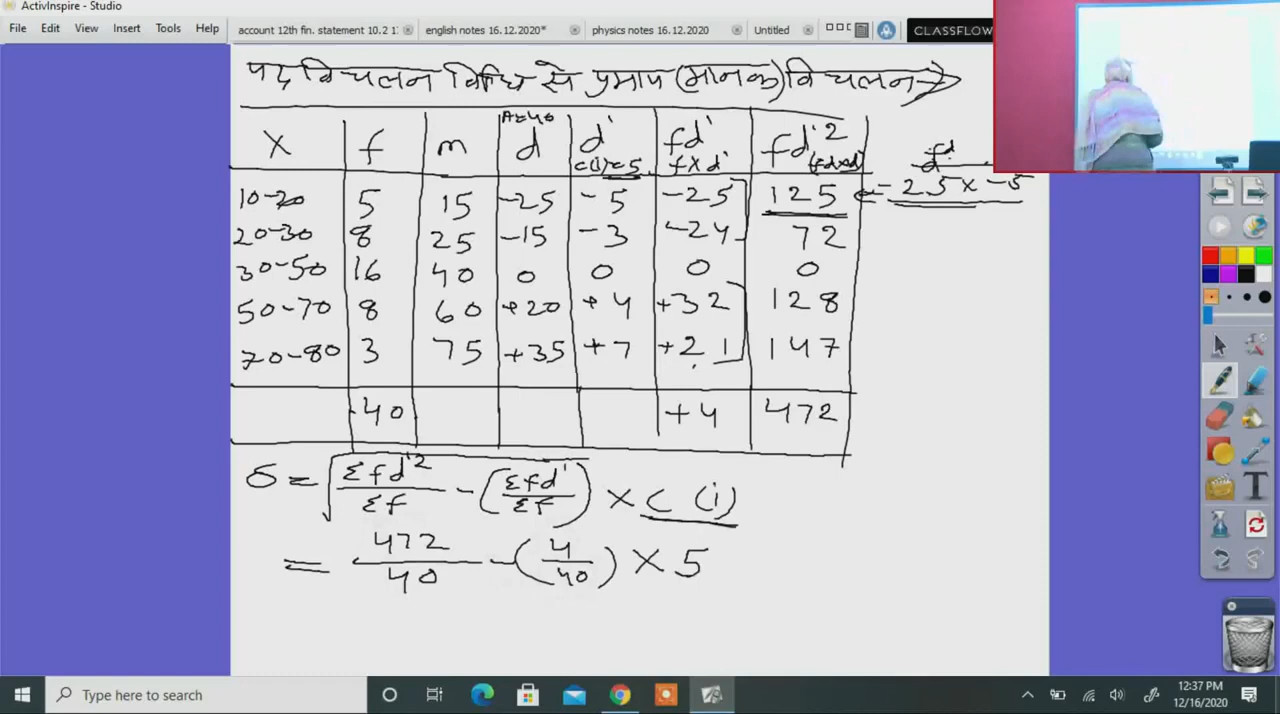 ActivInspire - Studio
File Edit View Insert Tools Help
account 12th fin. statement 10.2 1 english notes 16.12.2020* physics notes 16.12.2020 Untitled CLASSFLOW
पद विचलन विधि से प्रमाप (मानक) विचलन →
A=40
X f m d d' fd' fd'2
c(i)=5 fxd' (fd'xd')
10-20 5 15 -25 -5 -25 125 ← -25x-5
20-30 8 25 -15 -3 -24 72
30-50 16 40 0 0 0 0
50-70 8 60 +20 +4 +32 128
70-80 3 75 +35 +7 +21 147
40 +4 472
σ = √ Σfd'2 / Σf - (Σfd' / Σf) × c (i)
= 472 / 40 - (4 / 40) × 5
Type here to search
12:37 PM
12/16/2020